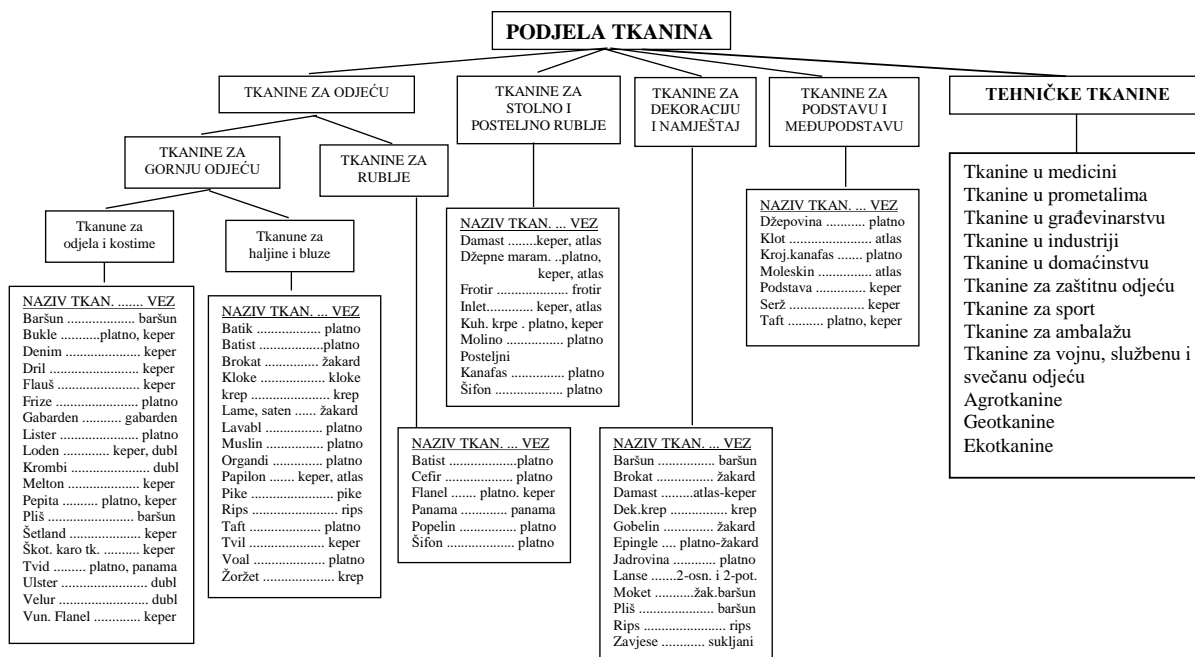 PODJELA TKANINA
TKANINE ZA ODJEĆU
TKANINE ZA
STOLNO I
POSTELJNO RUBLJE
TKANINE ZA
DEKORACIJU
I NAMJEŠTAJ
TKANINE ZA
PODSTAVU I
MEĐUPODSTAVU
TEHNIČKE TKANINE
TKANINE ZA
GORNJU ODJEĆU
TKANINE ZA
RUBLJE
Tkanune za
odjela i kostime
Tkanune za
haljine i bluze
NAZIV TKAN. ....... VEZ
Baršun .................. baršun
Bukle ...........platno, keper
Denim ...................... keper
Dril .......................... keper
Flauš ........................ keper
Frize ....................... platno
Gabarden .......... gabarden
Lister ...................... platno
Loden ........... keper, dubl
Krombi ...................... dubl
Melton ..................... keper
Pepita .......... platno, keper
Pliš ........................ baršun
Šetland .................... keper
Škot. karo tk. .......... keper
Tvid ..... platno, panama
Ulster ........................ dubl
Velur ......................... dubl
Vun. Flanel ............. keper
NAZIV TKAN. ... VEZ
Batik .................. platno
Batist ...................platno
Brokat ................ žakard
Kloke .................. kloke
krep ....................... krep
Lame, saten ...... žakard
Lavabl ................ platno
Muslin ................ platno
Organdi .............. platno
Papilon ..... keper, atlas
Pike ....................... pike
Rips ....................... rips
Taft ..................... platno
Tvil ...................... keper
Voal .................... platno
Žoržet ................... krep
NAZIV TKAN. ... VEZ
Batist ...................platno
Cefir .................. platno
Flanel ..... platno. keper
Panama ............ panama
Popelin ............... platno
Šifon ................... platno
NAZIV TKAN. ... VEZ
Damast .......keper, atlas
Džepne maram. ..platno,
keper, atlas
Frotir ..................... frotir
Inlet.............. keper, atlas
Kuh. krpe . platno, keper
Molino ................. platno
Posteljni
Kanafas ............... platno
Šifon .................... platno
NAZIV TKAN. ... VEZ
Baršun ............... baršun
Brokat ................ žakard
Damast .........atlas-keper
Dek.krep ................. krep
Gobelin .............. žakard
Epingle .... platno-žakard
Jadrovina ............ platno
Lanse .......2-osn. i 2-pot.
Moket .........žak.baršun
Pliš ..................... baršun
Rips ........................ rips
Zavjese ............ sukljani
NAZIV TKAN. ... VEZ
Džepovina ........... platno
Klot ....................... atlas
Kroj.kanafas ....... platno
Moleskin ............... atlas
Podstava .............. keper
Serž ...................... keper
Taft .......... platno, keper
Tkanine u medicini
Tkanine u prometalima
Tkanine u građevinarstvu
Tkanine u industriji
Tkanine u domaćinstvu
Tkanine za zaštitnu odjeću
Tkanine za sport
Tkanine za ambalažu
Tkanine za vojnu, službenu i
svečanu odjeću
Agrotkanine
Geotkanine
Ekotkanine